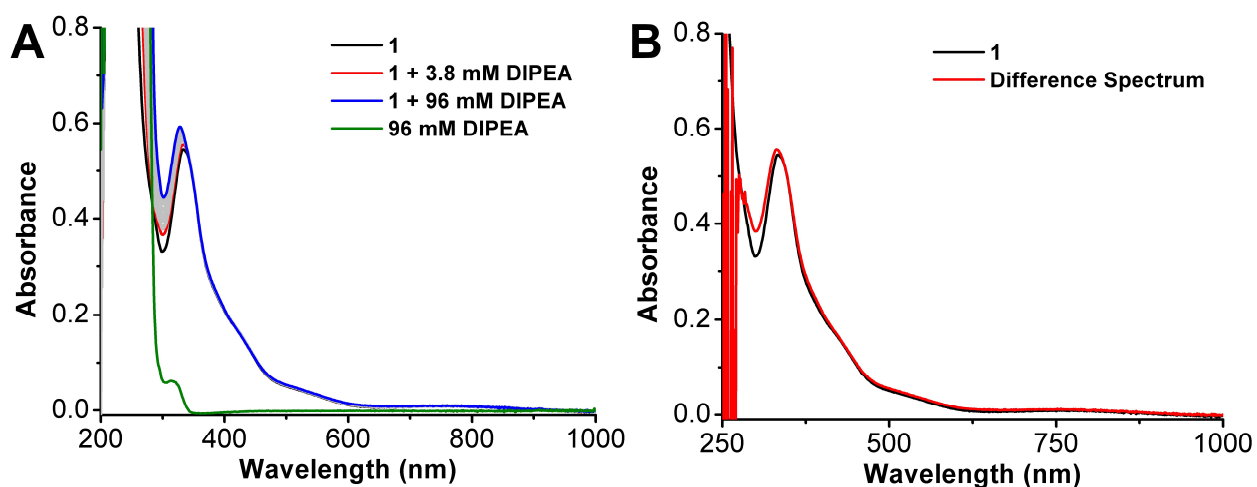 A
0.8
0.6
0.4
0.2
0.0
Absorbance
200
400
600
800
1000
Wavelength (nm)
1
1 + 3.8 mM DIPEA
1 + 96 mM DIPEA
96 mM DIPEA
B
0.8
0.6
0.4
0.2
0.0
Absorbance
250
500
750
1000
Wavelength (nm)
1
Difference Spectrum